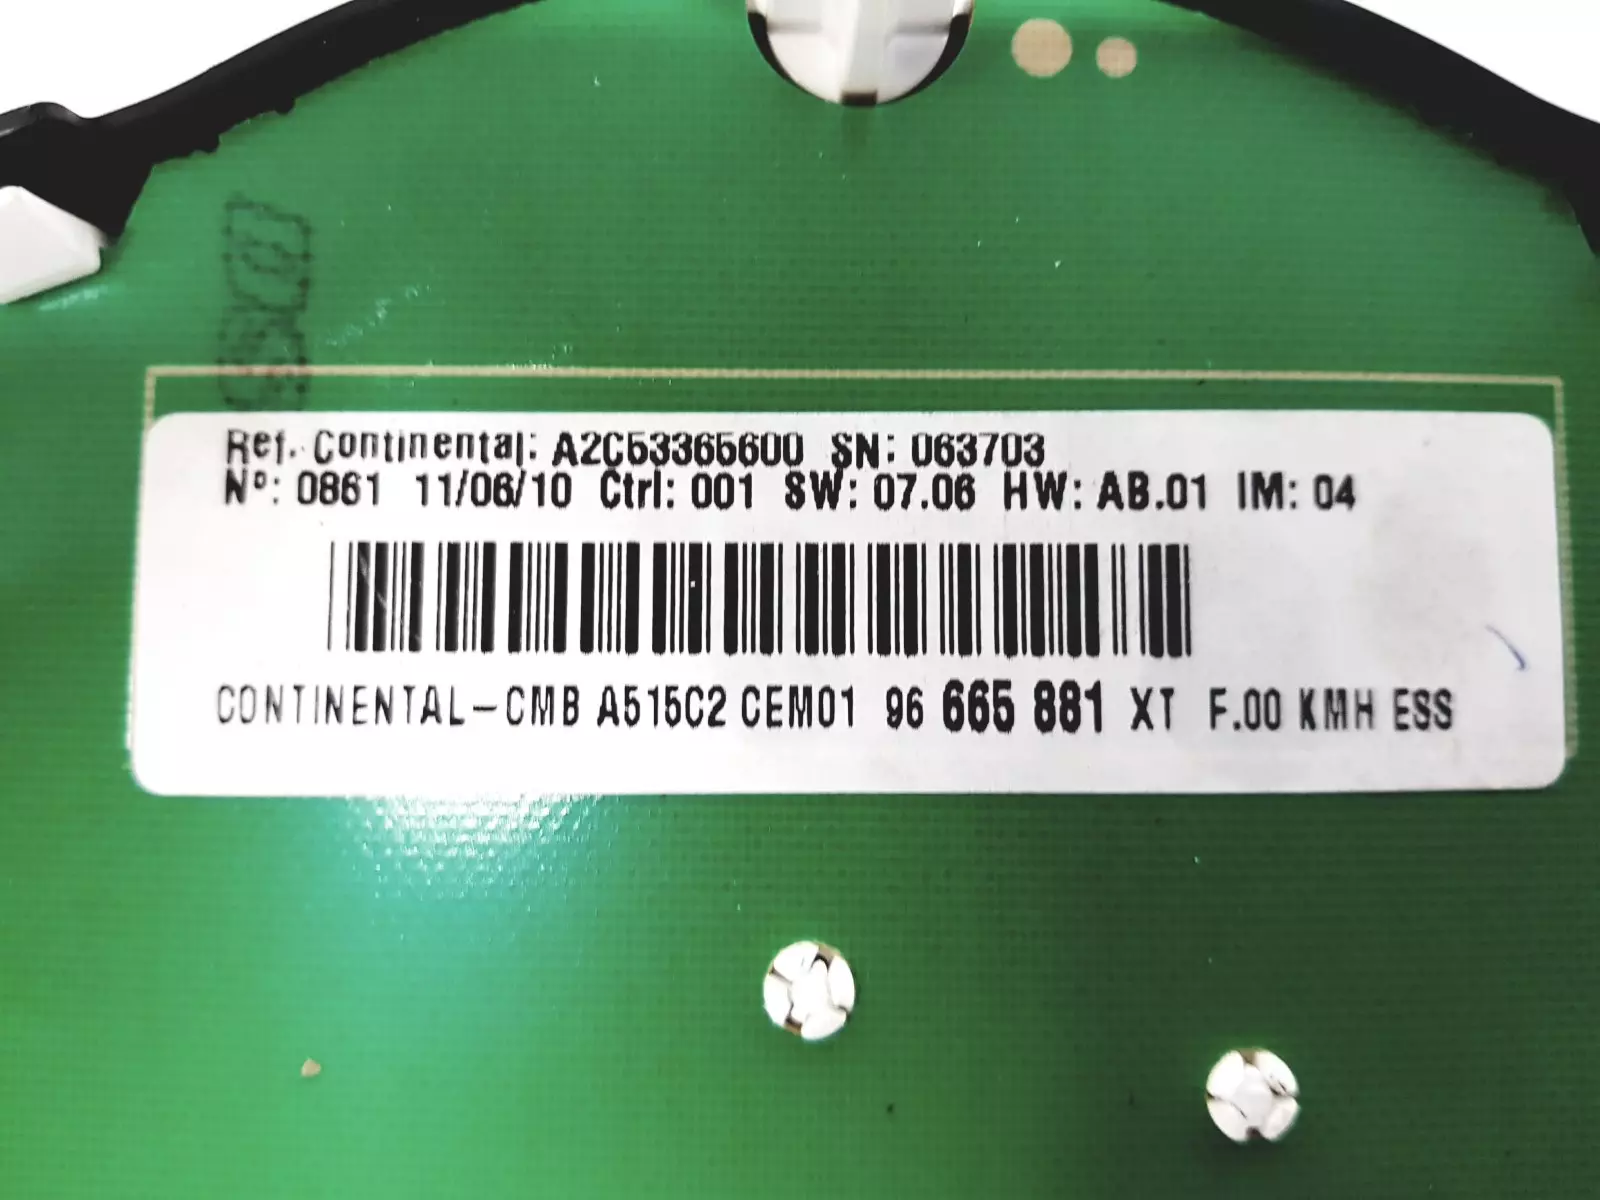 Ref. Continental: A2C53365600 SN: 063703
Nº: 0861 11/06/10 Ctrl: 001 SW: 07.06 HW: AB.01 IM: 04
CONTINENTAL-CMB A515C2 CEM01 96 665 881 XT F.00 KMH ESS